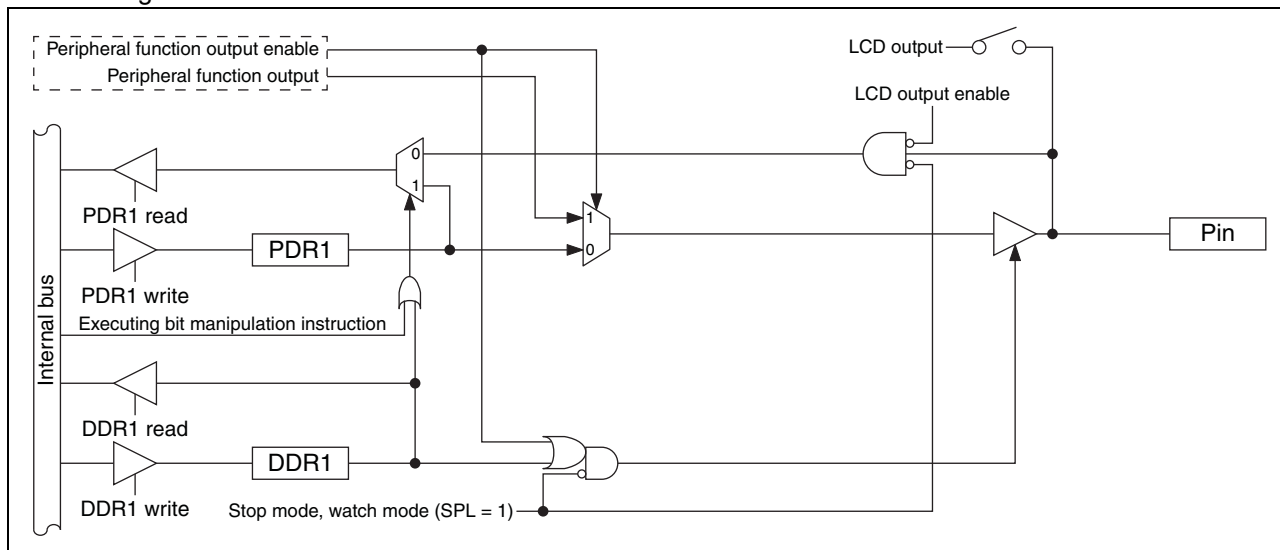 Peripheral function output enable
Peripheral function output
LCD output
LCD output enable
0
1
PDR1 read
1
0
PDR1
Pin
PDR1 write
Internal bus
Executing bit manipulation instruction
DDR1 read
DDR1
DDR1 write
Stop mode, watch mode (SPL = 1)